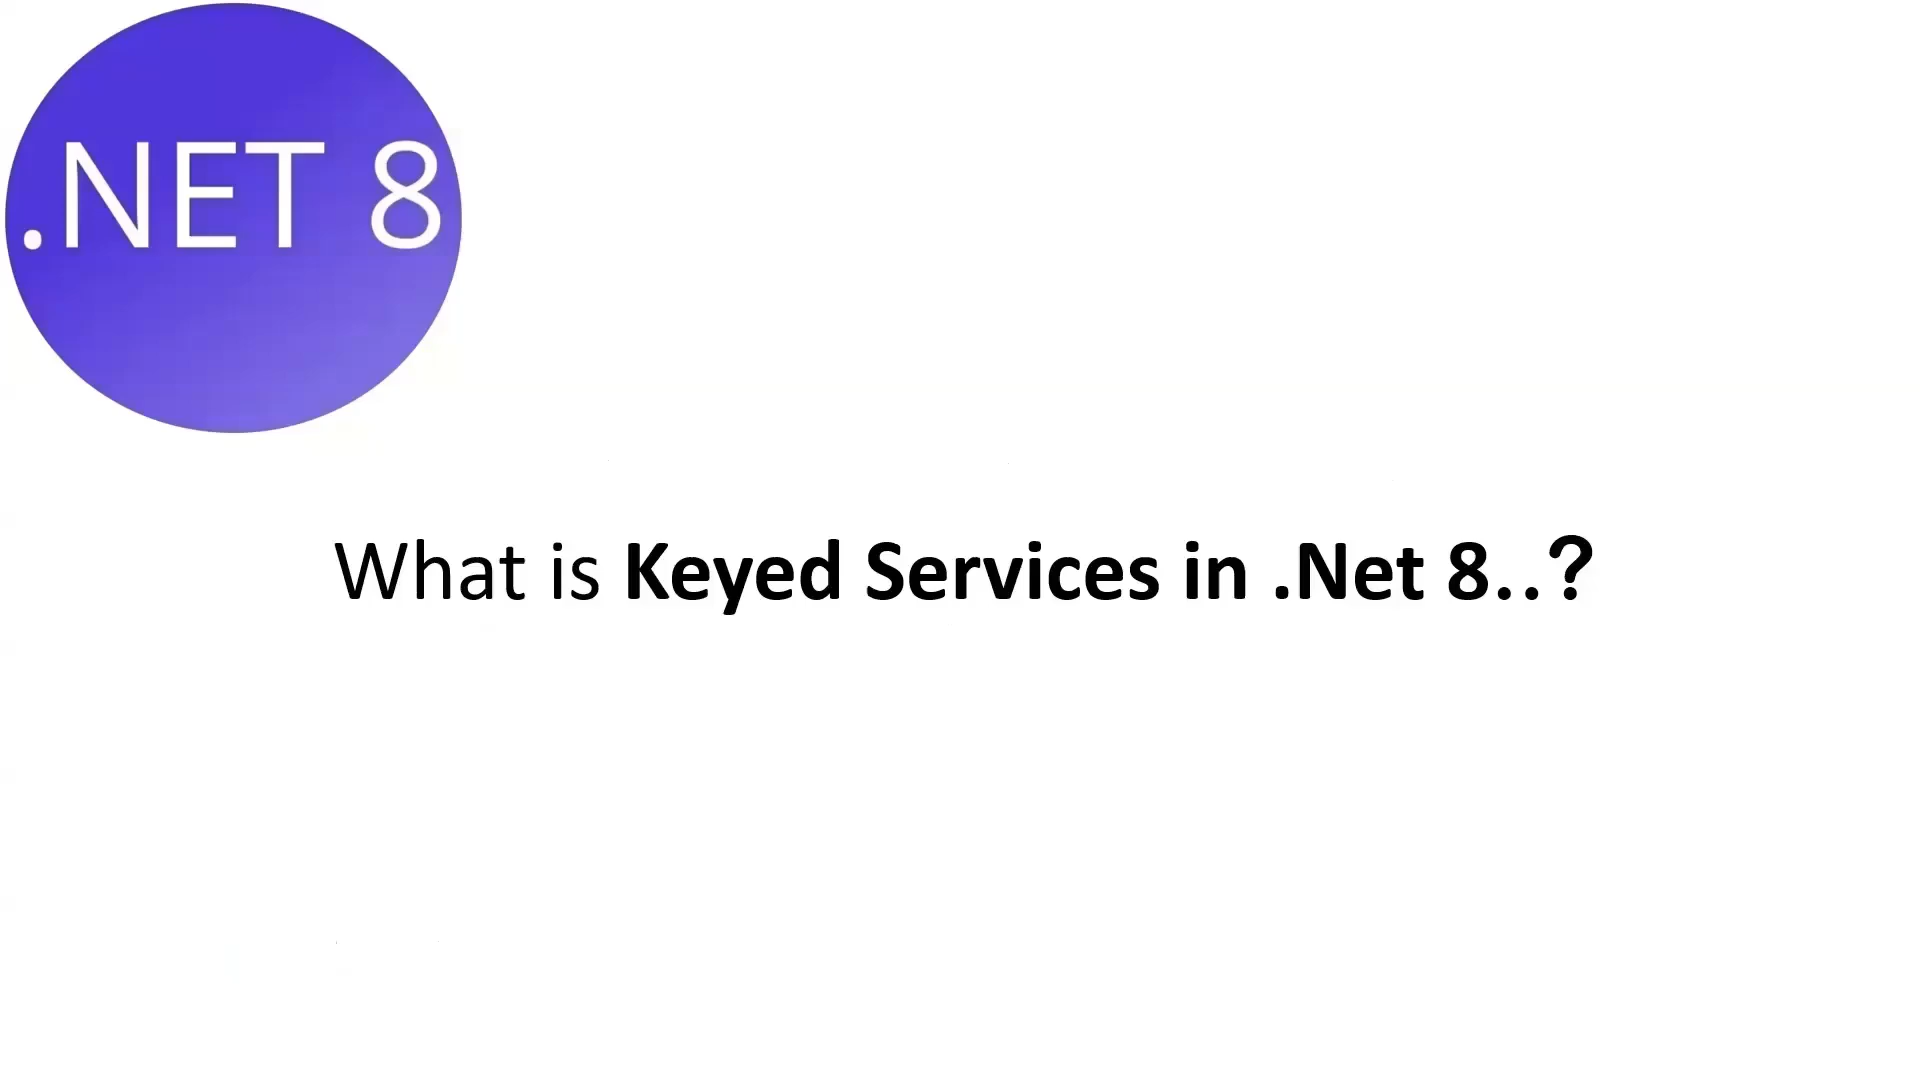 .NET 8
What is Keyed Services in .Net 8..?